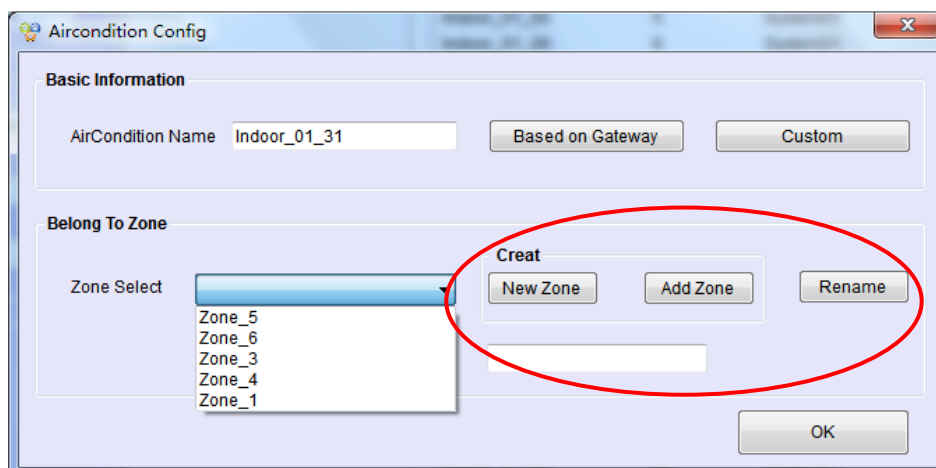 Aircondition Config
Basic Information
AirCondition Name Indoor_01_31 Based on Gateway Custom
Belong To Zone
Creat
Zone Select New Zone Add Zone Rename
Zone_5
Zone_6
Zone_3
Zone_4
Zone_1
OK